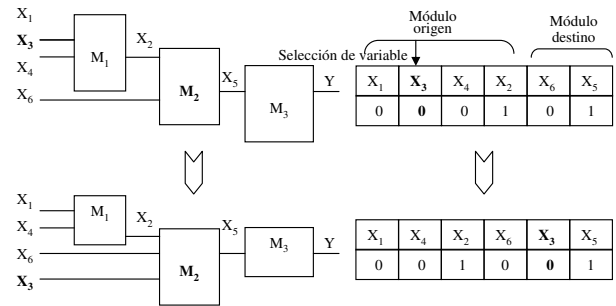 X1
X3
X4
X6
M1
X2
M2
X5
M3
Y
Módulo origen
Módulo destino
Selección de variable
X1 X3 X4 X2 X6 X5
0 0 0 1 0 1
X1
X4
X6
X3
M1
X2
M2
X5
M3
Y
X1 X4 X2 X6 X3 X5
0 0 1 0 0 1